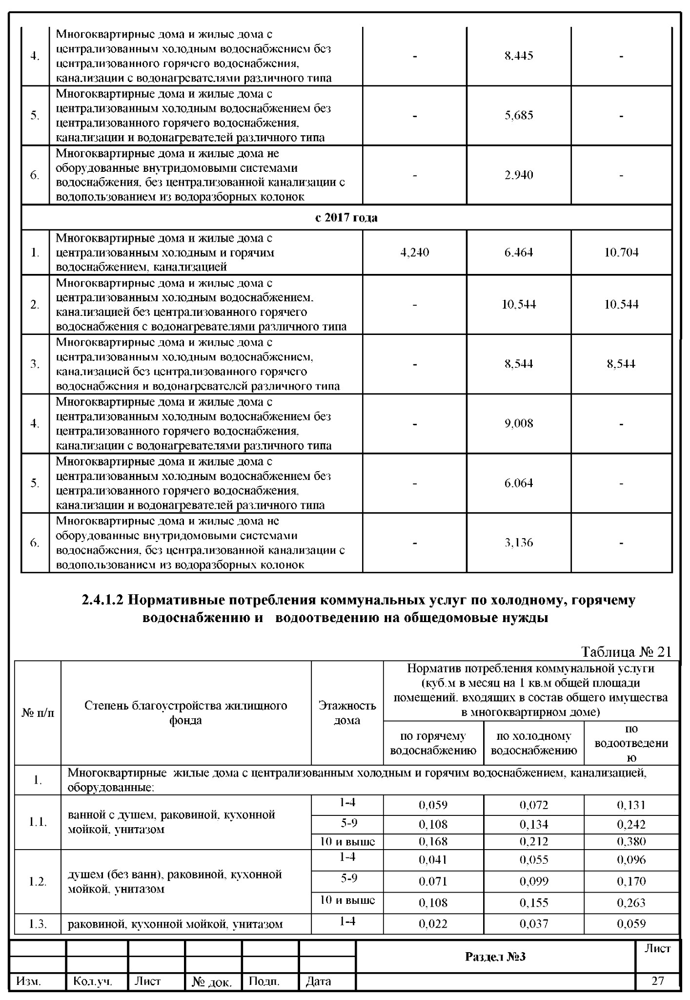 4.
Многоквартирные дома и жилые дома с
централизованным холодным водоснабжением без
централизованного горячего водоснабжения,
канализации с водонагревателями различного типа
- 8,445 -
5.
Многоквартирные дома и жилые дома с
централизованным холодным водоснабжением без
централизованного горячего водоснабжения,
канализации и водонагревателей различного типа
- 5,685 -
6.
Многоквартирные дома и жилые дома не
оборудованные внутридомовыми системами
водоснабжения, без централизованной канализации с
водопользованием из водоразборных колонок
- 2,940 -
с 2017 года
1.
Многоквартирные дома и жилые дома с
централизованным холодным и горячим
водоснабжением, канализацией
4,240 6,464 10,704
2.
Многоквартирные дома и жилые дома с
централизованным холодным водоснабжением,
канализацией без централизованного горячего
водоснабжения с водонагревателями различного типа
- 10,544 10,544
3.
Многоквартирные дома и жилые дома с
централизованным холодным водоснабжением,
канализацией без централизованного горячего
водоснабжения и водонагревателей различного типа
- 8,544 8,544
4.
Многоквартирные дома и жилые дома с
централизованным холодным водоснабжением без
централизованного горячего водоснабжения,
канализации с водонагревателями различного типа
- 9,008 -
5.
Многоквартирные дома и жилые дома с
централизованным холодным водоснабжением без
централизованного горячего водоснабжения,
канализации и водонагревателей различного типа
- 6,064 -
6.
Многоквартирные дома и жилые дома не
оборудованные внутридомовыми системами
водоснабжения, без централизованной канализации с
водопользованием из водоразборных колонок
- 3,136 -
2.4.1.2 Нормативные потребления коммунальных услуг по холодному, горячему
водоснабжению и водоотведению на общедомовые нужды
Таблица № 21
№ п/п
Степень благоустройства жилищного
фонда
Этажность
дома
Норматив потребления коммунальной услуги
(куб.м в месяц на 1 кв.м общей площади
помещений, входящих в состав общего имущества
в многоквартирном доме)
по горячему
водоснабжению
по холодному
водоснабжению
по
водоотведени
ю
1.
Многоквартирные жилые дома с централизованным холодным и горячим водоснабжением, канализацией,
оборудованные:
1.1.
ванной с душем, раковиной, кухонной
мойкой, унитазом
1-4 0,059 0,072 0,131
5-9 0,108 0,134 0,242
10 и выше 0,168 0,212 0,380
1.2.
душем (без ванн), раковиной, кухонной
мойкой, унитазом
1-4 0,041 0,055 0,096
5-9 0,071 0,099 0,170
10 и выше 0,108 0,155 0,263
1.3. раковиной, кухонной мойкой, унитазом 1-4 0,022 0,037 0,059
Раздел №3
Лист
Изм. Кол.уч. Лист № док. Подп. Дата
27